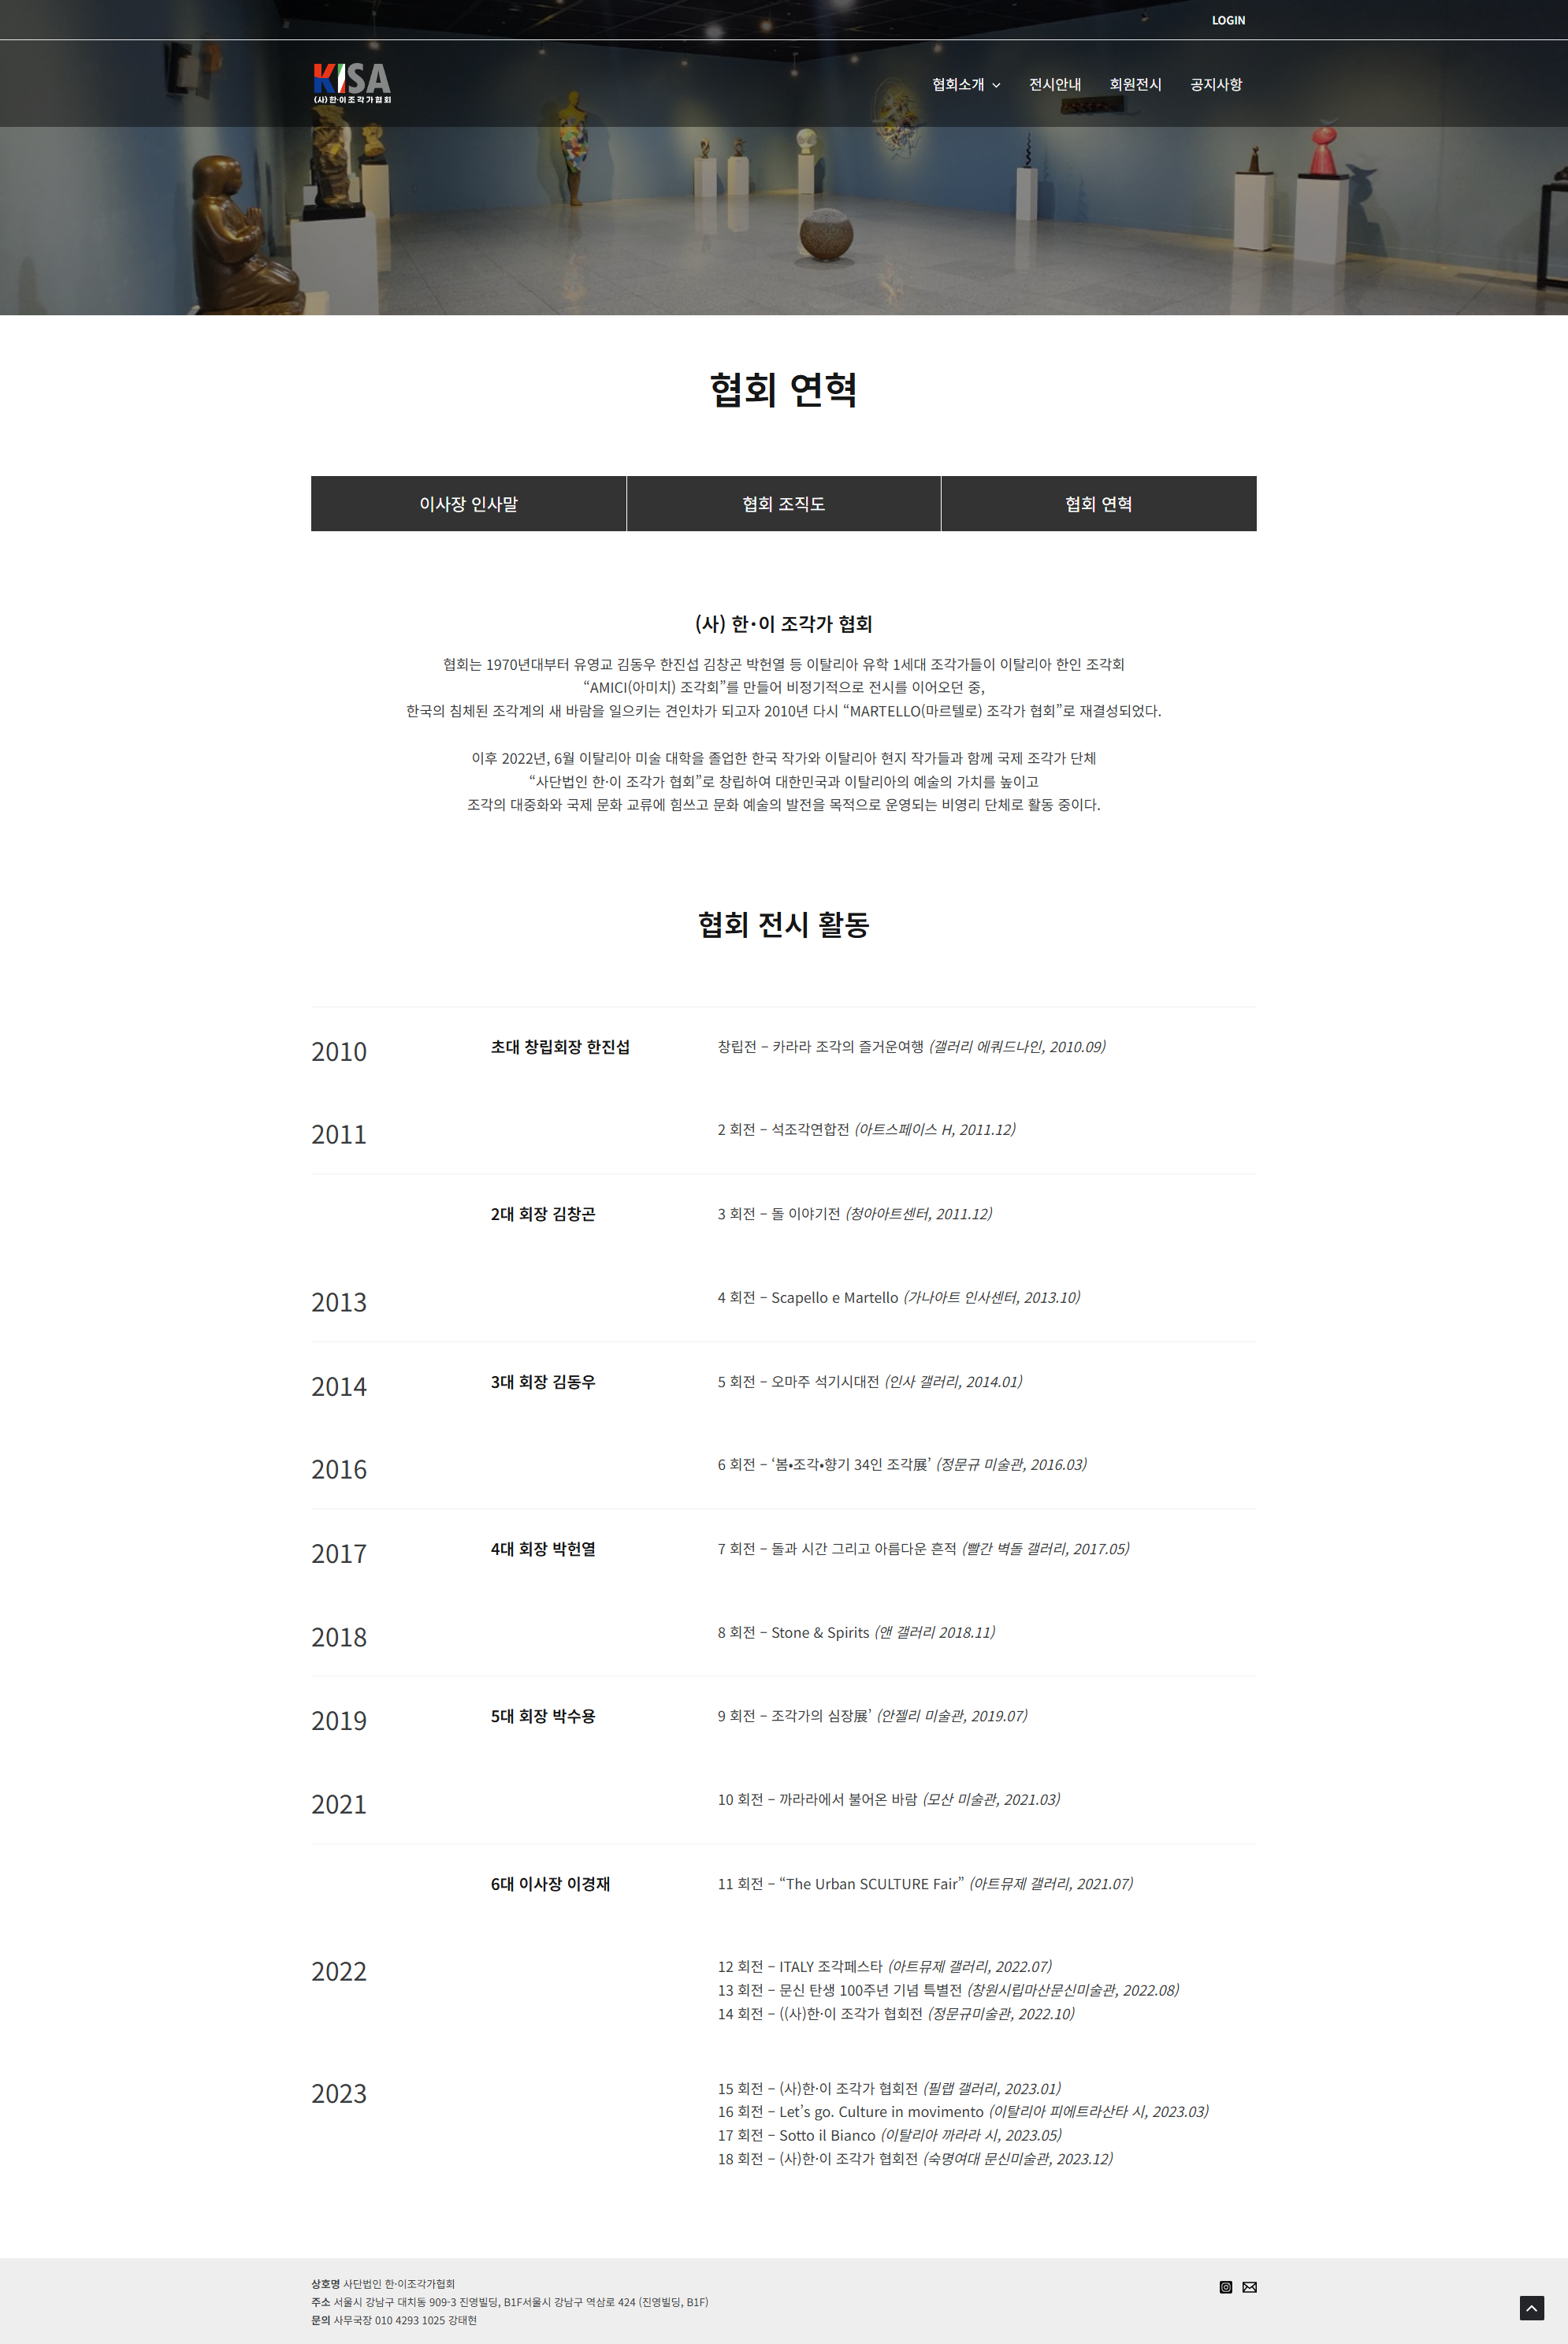 LOGIN
KISA
(사)한·이조각가협회
협회소개
전시안내
회원전시
공지사항
협회 연혁
이사장 인사말
협회 조직도
협회 연혁
(사) 한·이 조각가 협회
협회는 1970년대부터 유영교 김동우 한진섭 김창곤 박헌열 등 이탈리아 유학 1세대 조각가들이 이탈리아 한인 조각회
“AMICI(아미치) 조각회”를 만들어 비정기적으로 전시를 이어오던 중,
한국의 침체된 조각계의 새 바람을 일으키는 견인차가 되고자 2010년 다시 “MARTELLO(마르텔로) 조각가 협회”로 재결성되었다.
이후 2022년, 6월 이탈리아 미술 대학을 졸업한 한국 작가와 이탈리아 현지 작가들과 함께 국제 조각가 단체
“사단법인 한·이 조각가 협회”로 창립하여 대한민국과 이탈리아의 예술의 가치를 높이고
조각의 대중화와 국제 문화 교류에 힘쓰고 문화 예술의 발전을 목적으로 운영되는 비영리 단체로 활동 중이다.
협회 전시 활동
2010 초대 창립회장 한진섭 창립전 – 카라라 조각의 즐거운여행 (갤러리 에쿼드나인, 2010.09)
2011 2 회전 – 석조각연합전 (아트스페이스 H, 2011.12)
2대 회장 김창곤 3 회전 – 돌 이야기전 (청아아트센터, 2011.12)
2013 4 회전 – Scapello e Martello (가나아트 인사센터, 2013.10)
2014 3대 회장 김동우 5 회전 – 오마주 석기시대전 (인사 갤러리, 2014.01)
2016 6 회전 – ‘봄•조각•향기 34인 조각展’ (정문규 미술관, 2016.03)
2017 4대 회장 박헌열 7 회전 – 돌과 시간 그리고 아름다운 흔적 (빨간 벽돌 갤러리, 2017.05)
2018 8 회전 – Stone & Spirits (앤 갤러리 2018.11)
2019 5대 회장 박수용 9 회전 – 조각가의 심장展’ (안젤리 미술관, 2019.07)
2021 10 회전 – 까라라에서 불어온 바람 (모산 미술관, 2021.03)
6대 이사장 이경재 11 회전 – “The Urban SCULTURE Fair” (아트뮤제 갤러리, 2021.07)
2022 12 회전 – ITALY 조각페스타 (아트뮤제 갤러리, 2022.07)
13 회전 – 문신 탄생 100주년 기념 특별전 (창원시립마산문신미술관, 2022.08)
14 회전 – ((사)한·이 조각가 협회전 (정문규미술관, 2022.10)
2023 15 회전 – (사)한·이 조각가 협회전 (필랩 갤러리, 2023.01)
16 회전 – Let’s go. Culture in movimento (이탈리아 피에트라산타 시, 2023.03)
17 회전 – Sotto il Bianco (이탈리아 까라라 시, 2023.05)
18 회전 – (사)한·이 조각가 협회전 (숙명여대 문신미술관, 2023.12)
상호명 사단법인 한·이조각가협회
주소 서울시 강남구 대치동 909-3 진영빌딩, B1F서울시 강남구 역삼로 424 (진영빌딩, B1F)
문의 사무국장 010 4293 1025 강태현